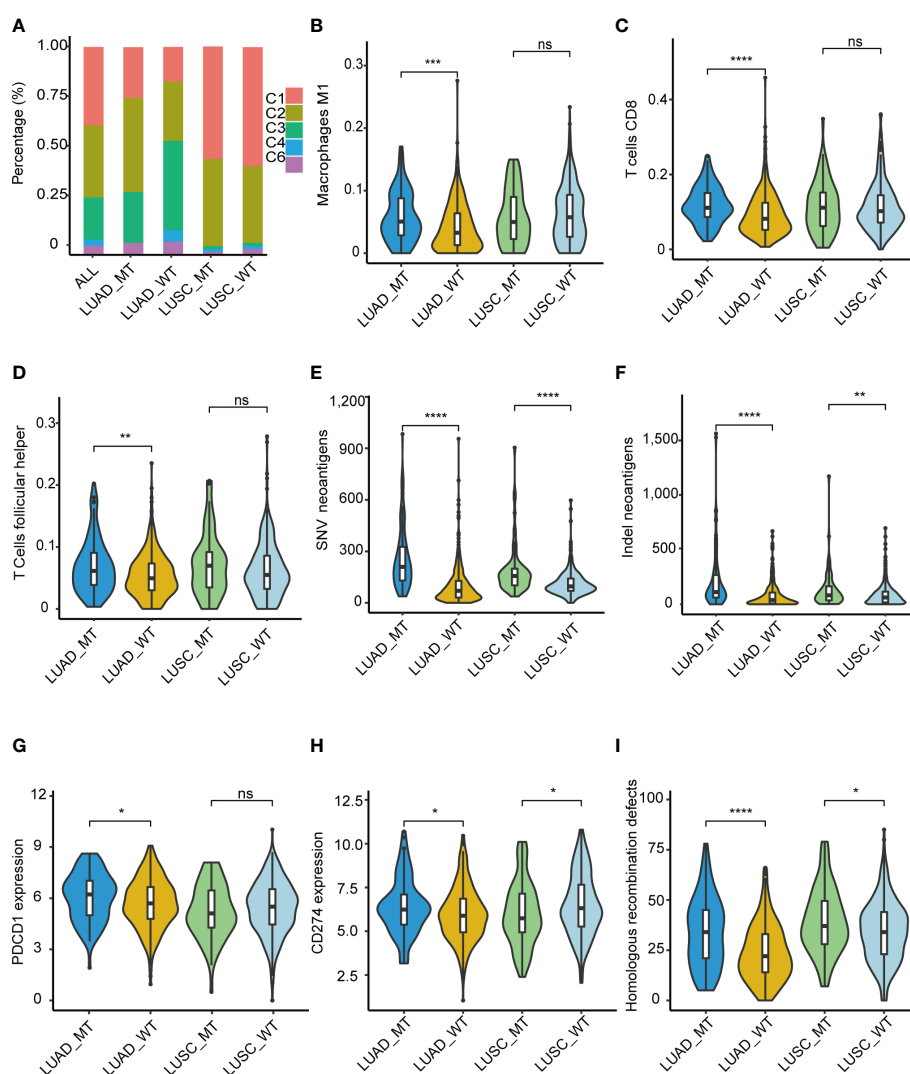 A
Percentage (%)
1.00
0.75
0.50
0.25
0
C1
C2
C3
C4
C6
ALL
LUAD_MT
LUAD_WT
LUSC_MT
LUSC_WT
B
Macrophages M1
0.3
0.2
0.1
0
***
ns
LUAD_MT
LUAD_WT
LUSC_MT
LUSC_WT
C
T cells CD8
0.4
0.2
0
****
ns
LUAD_MT
LUAD_WT
LUSC_MT
LUSC_WT
D
T Cells follicular helper
0.3
0.2
0.1
0
**
ns
LUAD_MT
LUAD_WT
LUSC_MT
LUSC_WT
E
SNV neoantigens
1,200
900
600
300
0
****
****
LUAD_MT
LUAD_WT
LUSC_MT
LUSC_WT
F
Indel neoantigens
1,500
1,000
500
0
****
**
LUAD_MT
LUAD_WT
LUSC_MT
LUSC_WT
G
PDCD1 expression
12
9
6
3
0
*
ns
LUAD_MT
LUAD_WT
LUSC_MT
LUSC_WT
H
CD274 expression
12.5
10.0
7.5
5.0
2.5
*
*
LUAD_MT
LUAD_WT
LUSC_MT
LUSC_WT
I
Homologous recombination defects
100
75
50
25
0
****
*
LUAD_MT
LUAD_WT
LUSC_MT
LUSC_WT